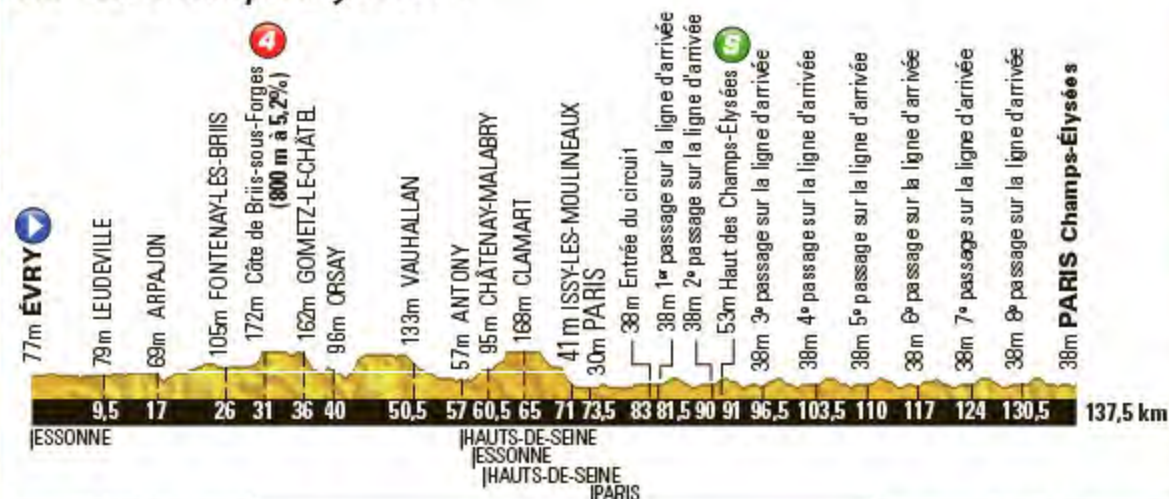 4
S
77m ÉVRY
79m LEUDEVILLE
69m ARPAJON
105m FONTENAY-LÈS-BRIIS
172m Côte de Briis-sous-Forges
(800 m à 5,2%)
162m GOMETZ-LE-CHÂTEL
96m ORSAY
133m VAUHALLAN
57m ANTONY
95m CHÂTENAY-MALABRY
168m CLAMART
41m ISSY-LES-MOULINEAUX
30m PARIS
38m Entrée du circuit
38m 1er passage sur la ligne d'arrivée
38m 2e passage sur la ligne d'arrivée
53m Haut des Champs-Élysées
38m 3e passage sur la ligne d'arrivée
38m 4e passage sur la ligne d'arrivée
38m 5e passage sur la ligne d'arrivée
38m 6e passage sur la ligne d'arrivée
38m 7e passage sur la ligne d'arrivée
38m 8e passage sur la ligne d'arrivée
38m PARIS Champs-Élysées
9,5 17 26 31 36 40 50,5 57 60,5 65 71 73,5 83 81,5 90 91 96,5 103,5 110 117 124 130,5 137,5 km
|ESSONNE |HAUTS-DE-SEINE
|ESSONNE
|HAUTS-DE-SEINE
|PARIS